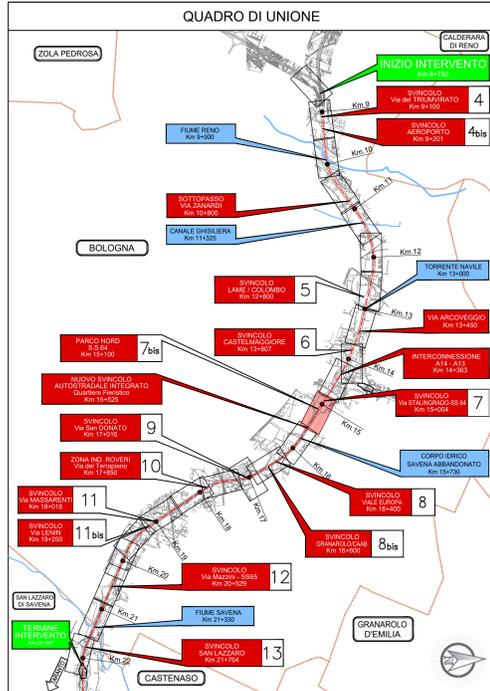 QUADRO DI UNIONE
ZOLA PEDROSA
CALDERARA
DI RENO
INIZIO INTERVENTO
Km.9
SVINCOLO
Via del TRIUMVIRATO
Km 9+100
4
SVINCOLO
AEROPORTO
Km 9+201
4bis
FIUME RENO
Km 9+900
Km.10
SOTTOPASSO
VIA ZANARDI
Km 10+800
Km.11
CANALE GHISILIERA
Km 11+325
BOLOGNA
Km.12
TORRENTE NAVILE
Km 13+000
SVINCOLO
LAME / COLOMBO
Km 12+800
5
Km.13
VIA ARCOVEGGIO
Km 13+450
SVINCOLO
CASTELMAGGIORE
Km 13+807
6
PARCO NORD
S.S.64
Km 15+100
7bis
INTERCONNESSIONE
A14 - A13
Km 14+363
Km.14
NUOVO SVINCOLO
AUTOSTRADALE INTEGRATO
Quartiere Fieristico
Km 15+525
SVINCOLO
Via STALINGRADO-SS 64
Km 15+004
7
Km.15
SVINCOLO
Via San DONATO
Km 17+016
9
CORPO IDRICO
SAVENA ABBANDONATO
Km 15+730
ZONA IND. ROVERI
Via del Terrapieno
Km 17+850
10
Km.16
SVINCOLO
VIALE EUROPA
Km 16+400
8
SVINCOLO
Via MASSARENTI
Km 19+018
11
Km.17
Km.18
SVINCOLO
GRANAROLO/CAAB
Km 16+600
8bis
SVINCOLO
Via LENIN
Km 19+250
11bis
Km.19
SVINCOLO
Via Mazzini - SS65
Km 20+529
12
Km.20
SAN LAZZARO
DI SAVENA
Km.21
FIUME SAVENA
Km 21+330
GRANAROLO
D'EMILIA
TERMINE
INTERVENTO
SVINCOLO
SAN LAZZARO
Km 21+764
13
Km.22
CASTENASO